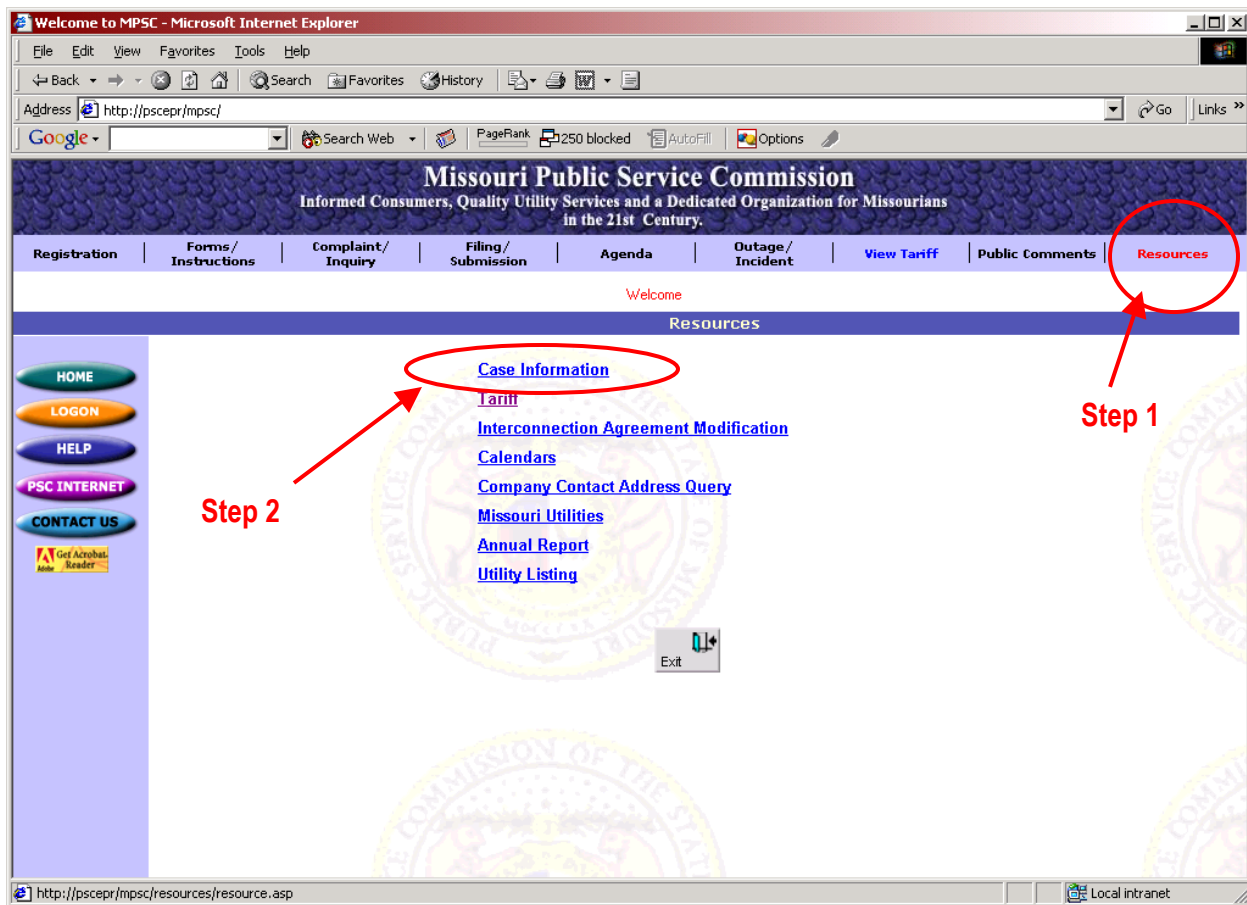 Welcome to MPSC - Microsoft Internet Explorer
File Edit View Favorites Tools Help
Back Search Favorites History
Address http://pscepr/mpsc/ Go Links »
Google Search Web PageRank 250 blocked AutoFill Options
Missouri Public Service Commission
Informed Consumers, Quality Utility Services and a Dedicated Organization for Missourians
in the 21st Century.
Registration | Forms/ Instructions | Complaint/ Inquiry | Filing/ Submission | Agenda | Outage/ Incident | View Tariff | Public Comments | Resources
Welcome
Resources
HOME
LOGON
HELP
PSC INTERNET
CONTACT US
Get Acrobat Reader
Adobe
Case Information
Tariff
Interconnection Agreement Modification
Calendars
Company Contact Address Query
Missouri Utilities
Annual Report
Utility Listing
Step 1
Step 2
Exit
http://pscepr/mpsc/resources/resource.asp Local intranet